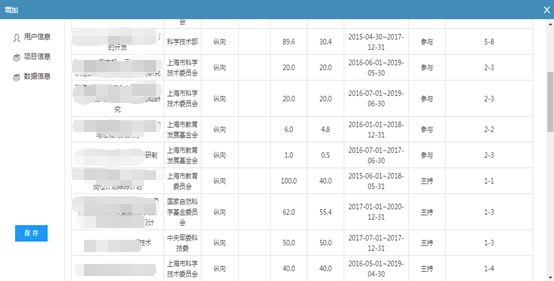 增加
用户信息
项目信息
数据信息
保 存
会
的开发 科学技术部 纵向 89.6 30.4 2015-04-30~2017-12-31 参与 5-8
上海市科学技术委员会 纵向 20.0 20.0 2016-06-01~2019-05-30 参与 2-3
究 上海市科学技术委员会 纵向 20.0 20.0 2016-07-01~2019-06-30 参与 2-3
上海市教育发展基金会 纵向 6.0 4.8 2016-01-01~2018-12-31 参与 2-2
研制 上海市教育发展基金会 纵向 1.0 0.5 2016-07-01~2017-06-30 参与 2-3
上海市教育委员会 纵向 100.0 40.0 2015-06-01~2018-05-31 主持 1-1
设计 国家自然科学基金委员会 纵向 62.0 55.4 2017-01-01~2020-12-31 主持 1-3
技术 中央军委科技委 纵向 50.0 50.0 2017-07-01~2017-12-31 主持 1-3
上海市科学技术委员会 纵向 40.0 40.0 2016-05-01~2019-04-30 主持 1-4